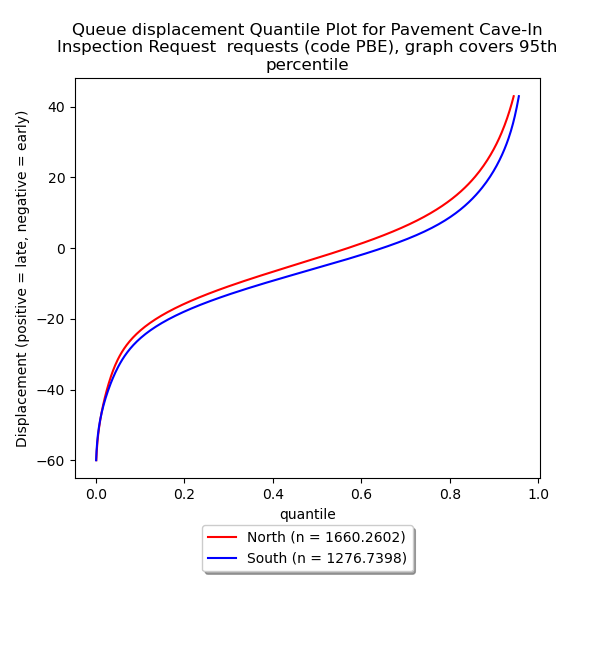 Queue displacement Quantile Plot for Pavement Cave-In
Inspection Request  requests (code PBE), graph covers 95th
percentile
Displacement (positive = late, negative = early)
40
20
0
−20
−40
−60
0.0 0.2 0.4 0.6 0.8 1.0
quantile
North (n = 1660.2602)
South (n = 1276.7398)